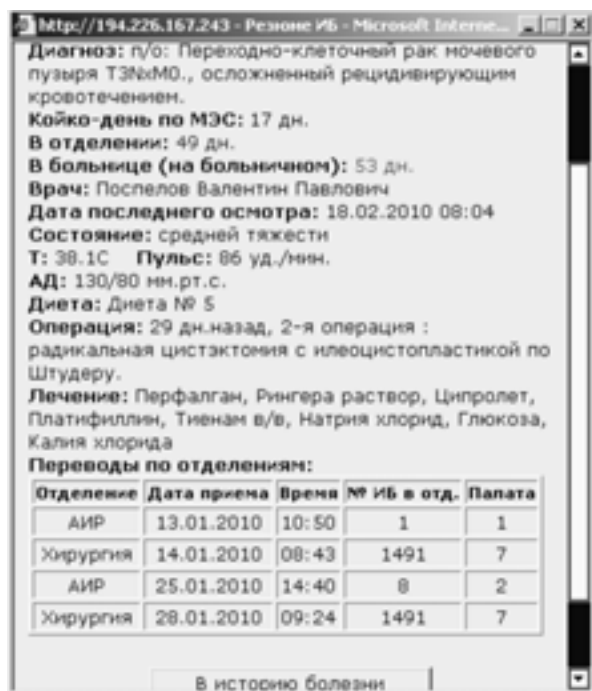 http://194.226.167.243 - Резюме ИБ - Microsoft Interne...
Диагноз: п/о: Переходно-клеточный рак мочевого
пузыря T3NxM0., осложненный рецидивирующим
кровотечением.
Койко-день по МЭС: 17 дн.
В отделении: 49 дн.
В больнице (на больничном): 53 дн.
Врач: Поспелов Валентин Павлович
Дата последнего осмотра: 18.02.2010 08:04
Состояние: средней тяжести
Т: 38.1С Пульс: 86 уд./мин.
АД: 130/80 мм.рт.с.
Диета: Диета № 5
Операция: 29 дн.назад, 2-я операция :
радикальная цистэктомия с илеоцистопластикой по
Штудеру.
Лечение: Перфалган, Рингера раствор, Ципролет,
Платифиллин, Тиенам в/в, Натрия хлорид, Глюкоза,
Калия хлорида
Переводы по отделениям:
Отделение Дата приема Время № ИБ в отд. Палата
АИР 13.01.2010 10:50 1 1
Хирургия 14.01.2010 08:43 1491 7
АИР 25.01.2010 14:40 8 2
Хирургия 28.01.2010 09:24 1491 7
В историю болезни